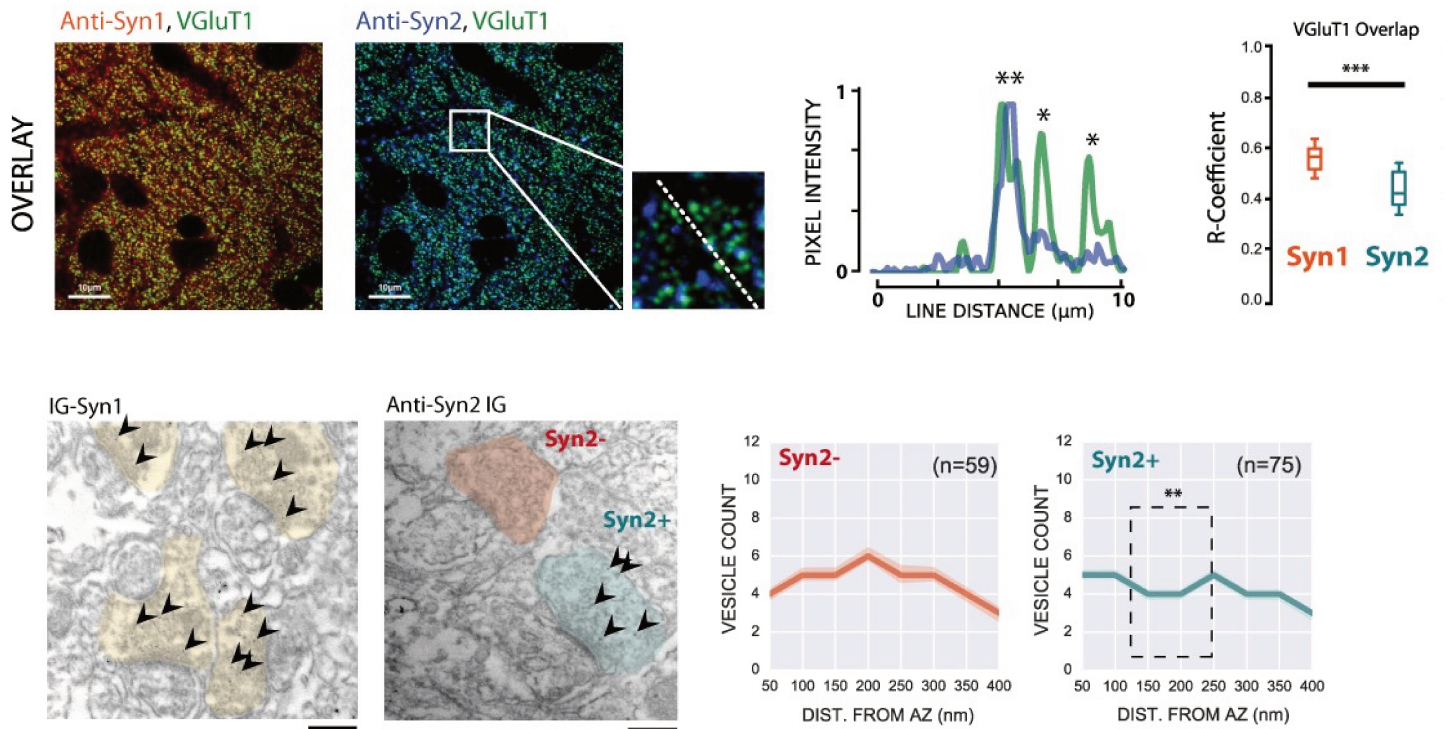 Anti-Syn1, VGluT1
Anti-Syn2, VGluT1
OVERLAY
10µm
10µm
PIXEL INTENSITY
1
0
**
*
*
0
10
LINE DISTANCE (µm)
VGluT1 Overlap
***
R-Coefficient
1.0
0.8
0.6
0.4
0.2
0.0
Syn1
Syn2
IG-Syn1
Anti-Syn2 IG
Syn2-
Syn2+
VESICLE COUNT
12
10
8
6
4
2
0
Syn2-
(n=59)
50 100 150 200 250 300 350 400
DIST. FROM AZ (nm)
VESICLE COUNT
12
10
8
6
4
2
0
Syn2+
(n=75)
**
50 100 150 200 250 300 350 400
DIST. FROM AZ (nm)